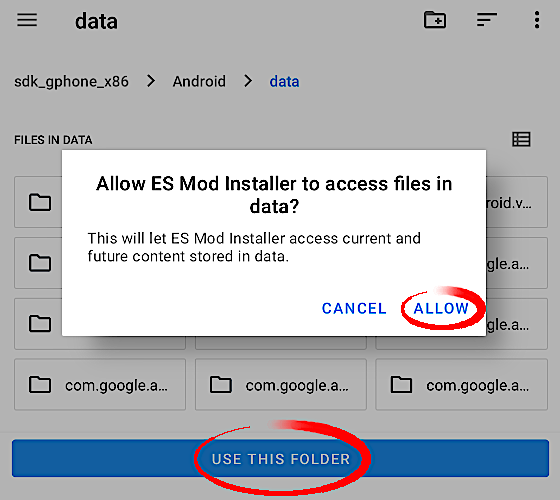 data
sdk_gphone_x86 > Android > data
FILES IN DATA
Allow ES Mod Installer to access files in
data?
This will let ES Mod Installer access current and
future content stored in data.
CANCEL ALLOW
roid.v...
gle.a...
gle.a...
com.google.a... com.google.a... com.google.a...
USE THIS FOLDER